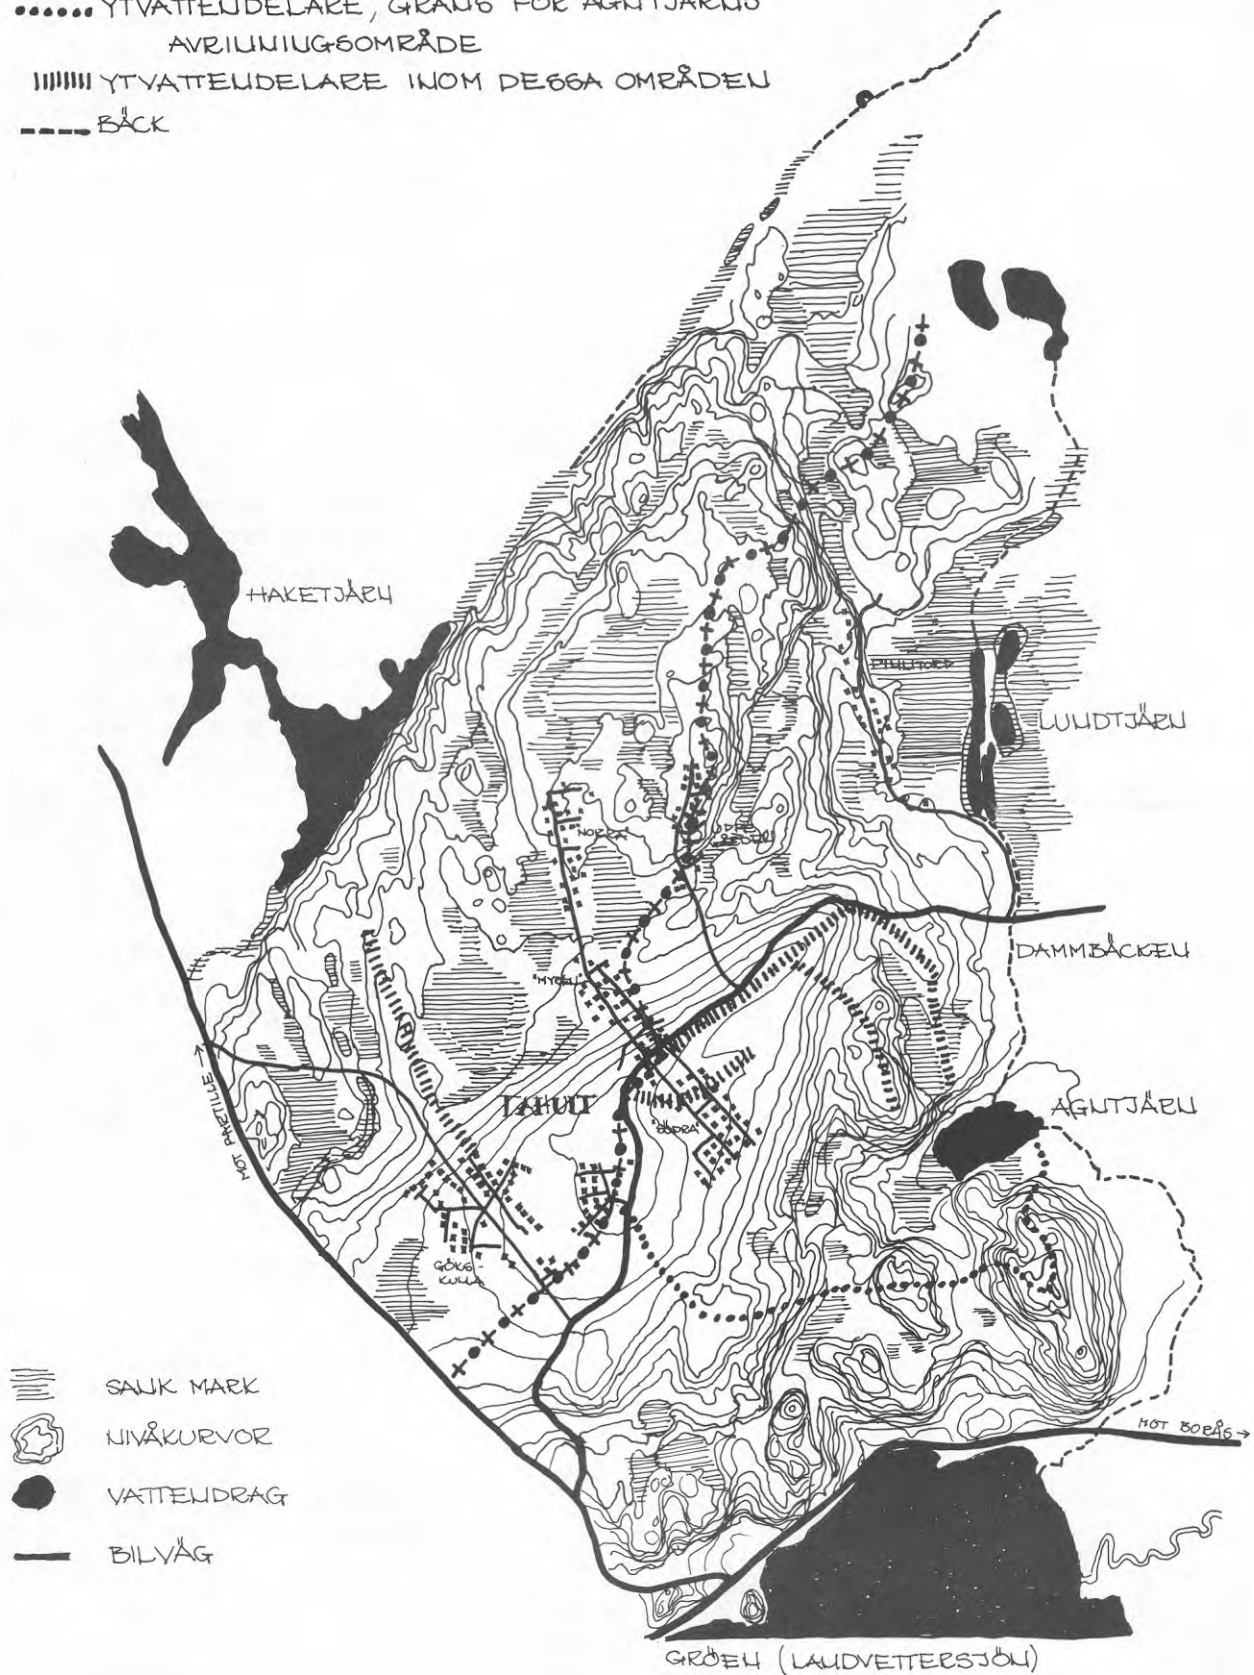 YTVATTENDELARE, GRÄNS FÖR AGNTJÄRNS
AVRINNINGSOMRÅDE
YTVATTENDELARE INOM DESSA OMRÅDEN
BÄCK
HAKETJÄRN
LUNDTJÄRN
"NORRA"
DAMMBÄCKEN
TAHULT
"SÖDRA"
AGNTJÄRN
MOT PARTILLE →
GÖKS-
KULLA
SANK MARK
NIVÅKURVOR
VATTENDRAG
BILVÄG
MOT BORÅS →
GRÖEN (LANDVETTERSJÖN)